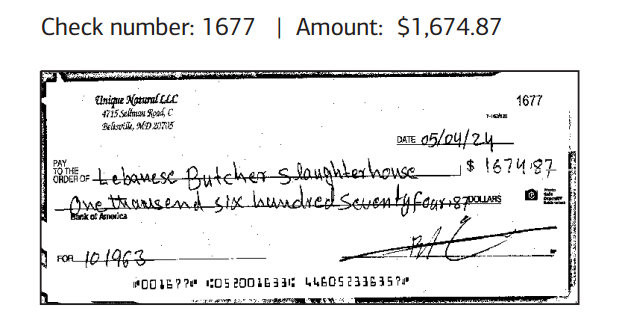 Check number: 1677 | Amount: $1,674.87
Unique Natural LLC
1677
4715 Sellman Road, C
Beltsville, MD 20705
DATE 05/04/24
PAY TO THE ORDER OF Lebanese Butcher Slaughterhouse $ 1674.87
One thousend six hundred Seventy four.87 DOLLARS
Bank of America
FOR 101963
⑈001677⑈ ⑆052001633⑆ 446052336357⑈